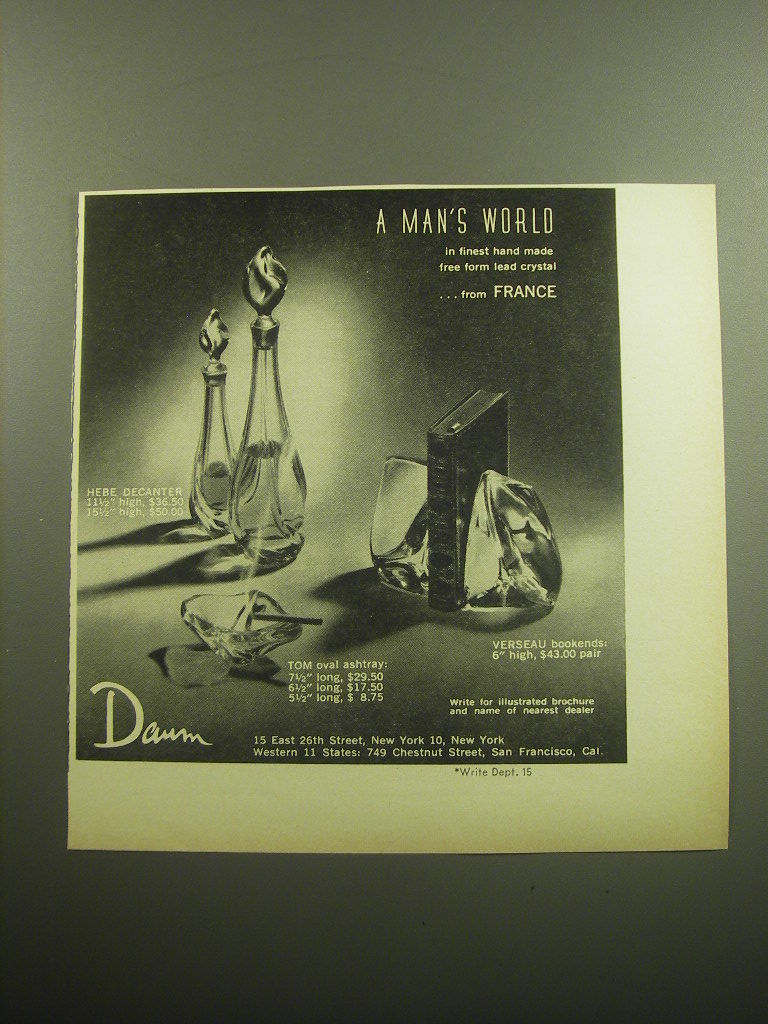 A MAN'S WORLD
in finest hand made
free form lead crystal
...from FRANCE
HEBE DECANTER
11½" high, $36.50
15½" high, $50.00
VERSEAU bookends:
6" high, $43.00 pair
TOM oval ashtray:
7½" long, $29.50
6½" long, $17.50
5½" long, $ 8.75
Write for illustrated brochure
and name of nearest dealer
Daum
15 East 26th Street, New York 10, New York
Western 11 States: 749 Chestnut Street, San Francisco, Cal.
*Write Dept. 15